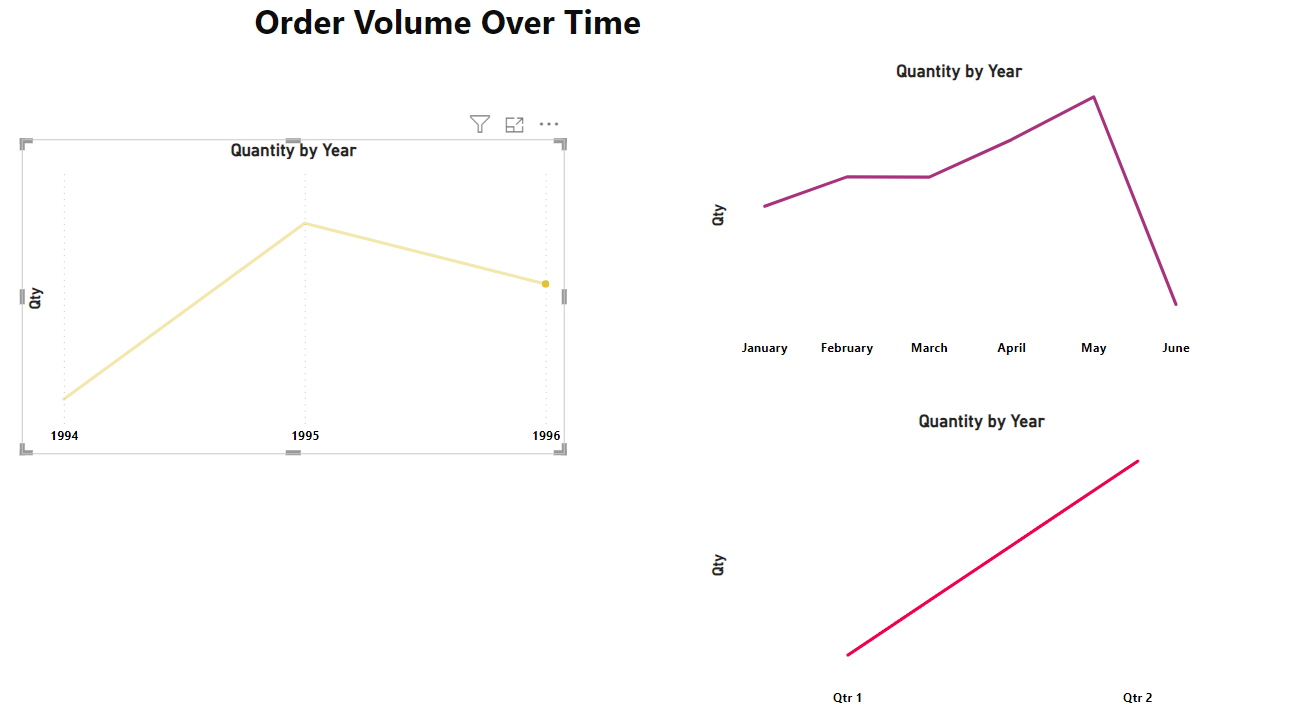 Order Volume Over Time
Quantity by Year
Qty
1994 1995 1996
Quantity by Year
Qty
January February March April May June
Quantity by Year
Qty
Qtr 1 Qtr 2